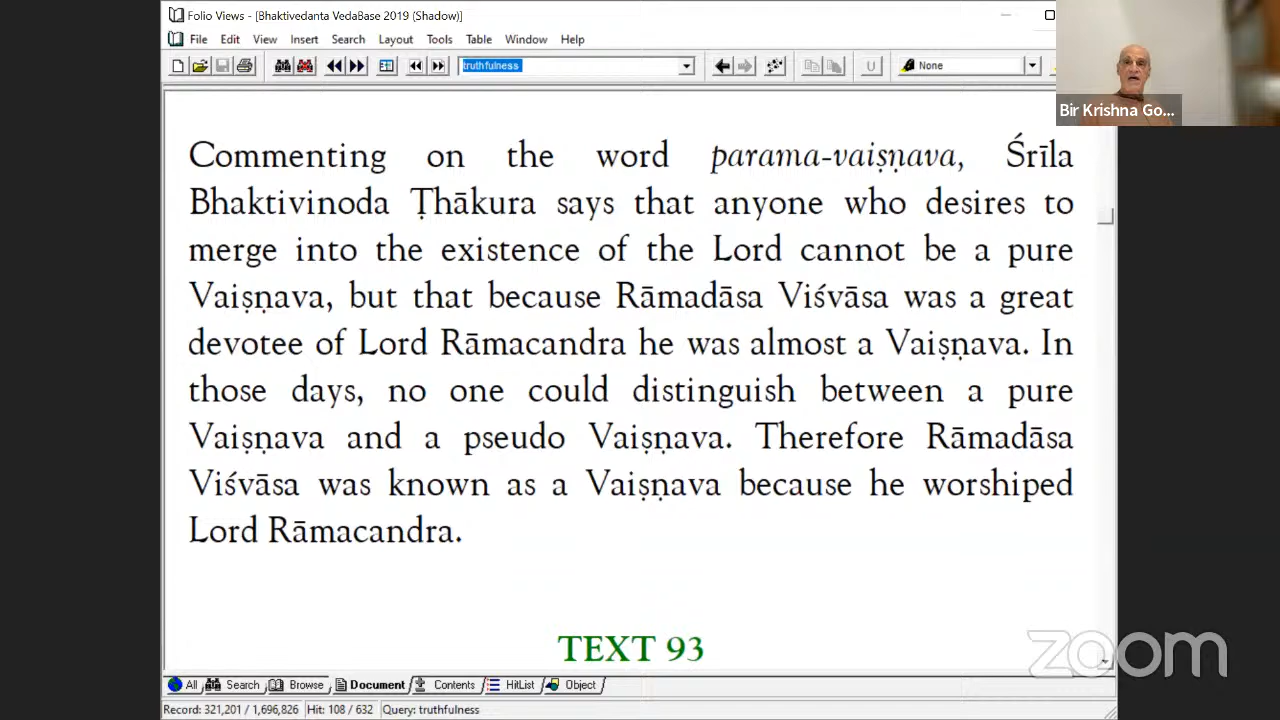 Folio Views - [Bhaktivedanta VedaBase 2019 (Shadow)]
File Edit View Insert Search Layout Tools Table Window Help
truthfulness
U
None
Bir Krishna Go...
Commenting on the word parama-vaiṣṇava, Śrīla
Bhaktivinoda Ṭhākura says that anyone who desires to
merge into the existence of the Lord cannot be a pure
Vaiṣṇava, but that because Rāmadāsa Viśvāsa was a great
devotee of Lord Rāmacandra he was almost a Vaiṣṇava. In
those days, no one could distinguish between a pure
Vaiṣṇava and a pseudo Vaiṣṇava. Therefore Rāmadāsa
Viśvāsa was known as a Vaiṣṇava because he worshiped
Lord Rāmacandra.
TEXT 93
zoom
All Search Browse Document Contents HitList Object
Record: 321,201 / 1,696,826 Hit: 108 / 632 Query: truthfulness